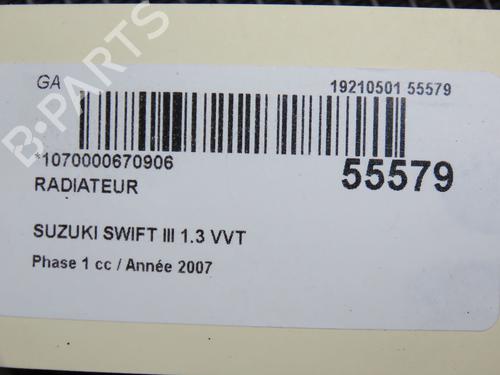 GA 19210501 55579
*1070000670906 55579
RADIATEUR
SUZUKI SWIFT III 1.3 VVT
Phase 1 cc / Année 2007
B-PARTS